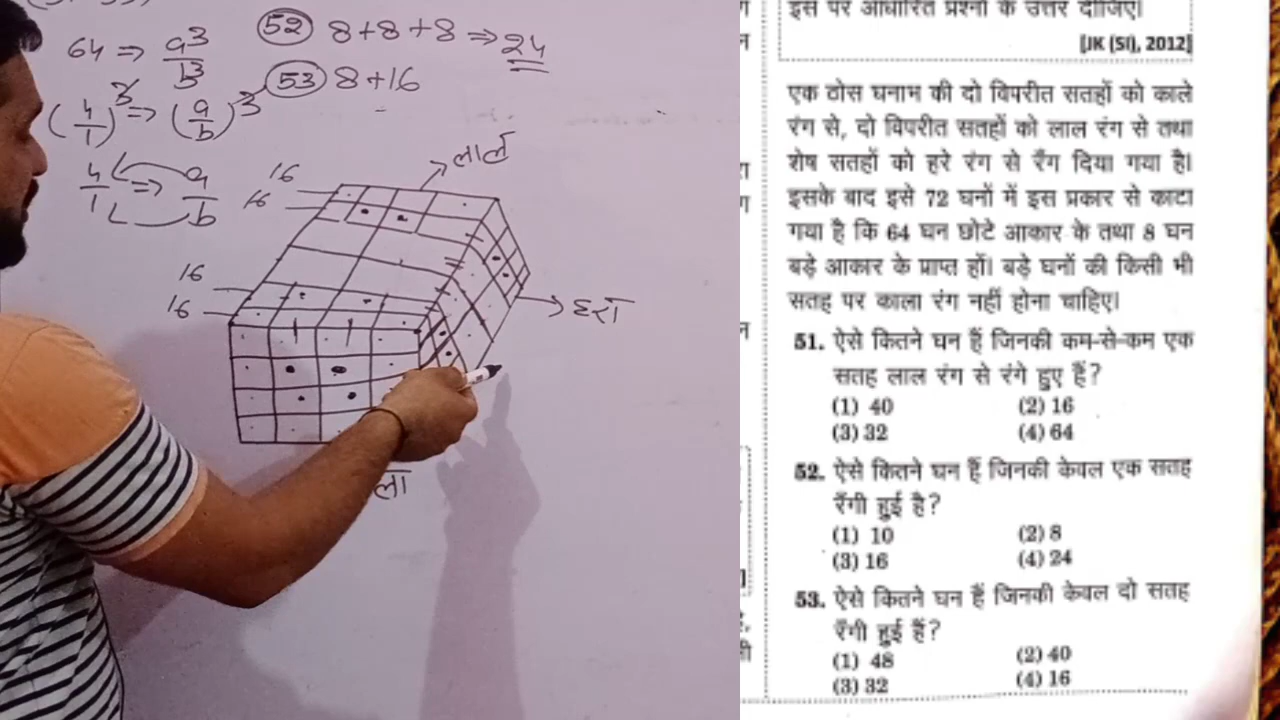 64 ⇒ a³/b³
(4/1)³ ⇒ (a/b)³
4/1 ⇒ a/b
52 8+8+8 ⇒ 24
53 8+16
लाल
16
16
16
16
हरा
ला
इस पर आधारित प्रश्नों के उत्तर दीजिए।
[JK (SI), 2012]
एक ठोस घनाभ की दो विपरीत सतहों को काले
रंग से, दो विपरीत सतहों को लाल रंग से तथा
शेष सतहों को हरे रंग से रँग दिया गया है।
इसके बाद इसे 72 घनों में इस प्रकार से काटा
गया है कि 64 घन छोटे आकार के तथा 8 घन
बड़े आकार के प्राप्त हों। बड़े घनों की किसी भी
सतह पर काला रंग नहीं होना चाहिए।
51. ऐसे कितने घन हैं जिनकी कम-से-कम एक
सतह लाल रंग से रंगे हुए हैं?
(1) 40 (2) 16
(3) 32 (4) 64
52. ऐसे कितने घन हैं जिनकी केवल एक सतह
रँगी हुई है?
(1) 10 (2) 8
(3) 16 (4) 24
53. ऐसे कितने घन हैं जिनकी केवल दो सतह
रँगी हुई हैं?
(1) 48 (2) 40
(3) 32 (4) 16